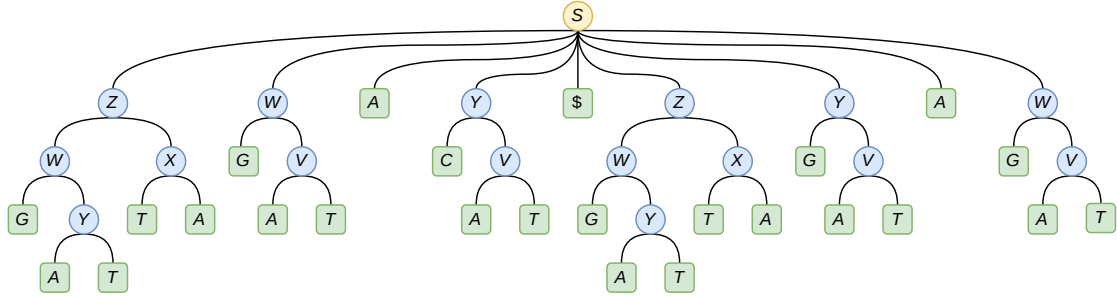 S
Z W A Y $ Z Y A W
W X G V C V W X G V G V
G Y T A A T A T G Y T A A T A T
A T A T